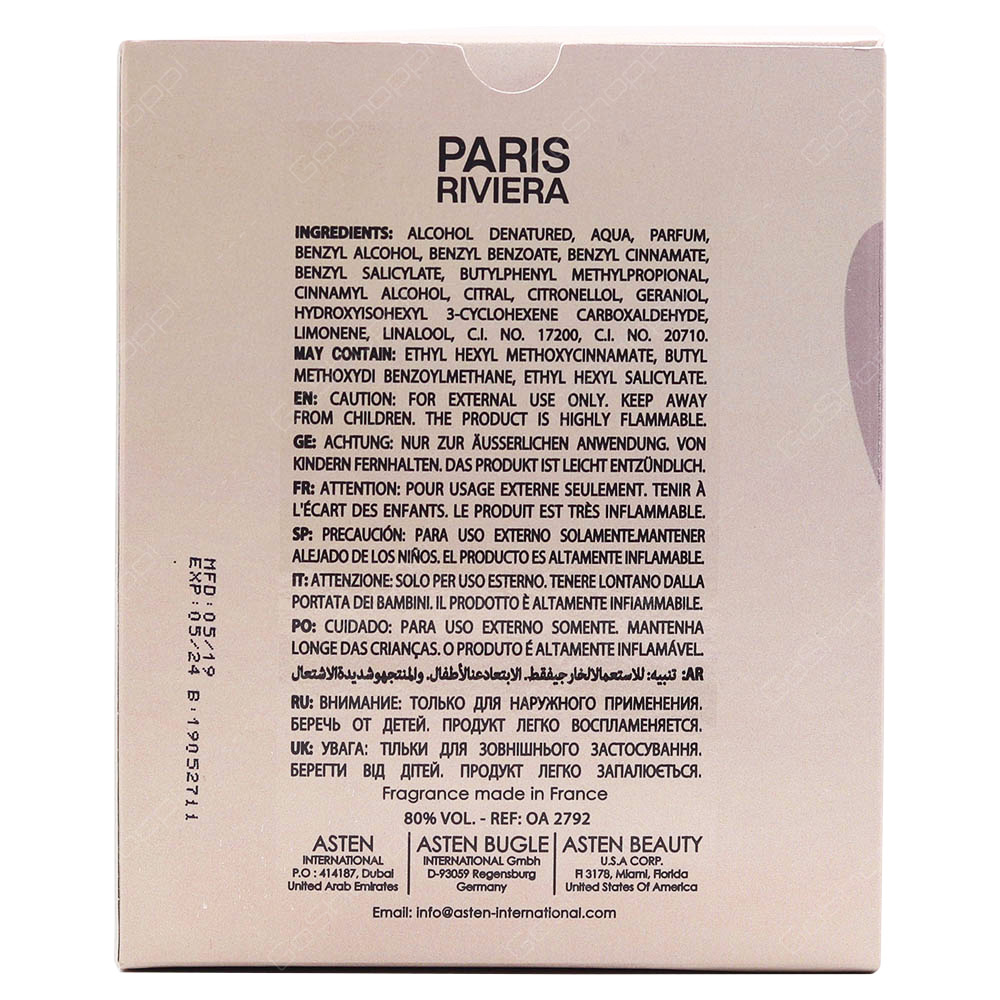 PARIS
RIVIERA
INGREDIENTS: ALCOHOL DENATURED, AQUA, PARFUM,
BENZYL ALCOHOL, BENZYL BENZOATE, BENZYL CINNAMATE,
BENZYL SALICYLATE, BUTYLPHENYL METHYLPROPIONAL,
CINNAMYL ALCOHOL, CITRAL, CITRONELLOL, GERANIOL,
HYDROXYISOHEXYL 3-CYCLOHEXENE CARBOXALDEHYDE,
LIMONENE, LINALOOL, C.I. NO. 17200, C.I. NO. 20710.
MAY CONTAIN: ETHYL HEXYL METHOXYCINNAMATE, BUTYL
METHOXYDI BENZOYLMETHANE, ETHYL HEXYL SALICYLATE.
EN: CAUTION: FOR EXTERNAL USE ONLY. KEEP AWAY
FROM CHILDREN. THE PRODUCT IS HIGHLY FLAMMABLE.
GE: ACHTUNG: NUR ZUR ÄUSSERLICHEN ANWENDUNG. VON
KINDERN FERNHALTEN. DAS PRODUKT IST LEICHT ENTZÜNDLICH.
FR: ATTENTION: POUR USAGE EXTERNE SEULEMENT. TENIR À
L'ÉCART DES ENFANTS. LE PRODUIT EST TRÈS INFLAMMABLE.
SP: PRECAUCIÓN: PARA USO EXTERNO SOLAMENTE.MANTENER
ALEJADO DE LOS NIÑOS. EL PRODUCTO ES ALTAMENTE INFLAMABLE.
IT: ATTENZIONE: SOLO PER USO ESTERNO. TENERE LONTANO DALLA
PORTATA DEI BAMBINI. IL PRODOTTO È ALTAMENTE INFIAMMABILE.
PO: CUIDADO: PARA USO EXTERNO SOMENTE. MANTENHA
LONGE DAS CRIANÇAS. O PRODUTO É ALTAMENTE INFLAMÁVEL.
AR: تنبيه: للاستعمالالخارجيفقط. الابتعادعنالأطفال. والمنتجهوشديدةالاشتعال
RU: ВНИМАНИЕ: ТОЛЬКО ДЛЯ НАРУЖНОГО ПРИМЕНЕНИЯ.
БЕРЕЧЬ ОТ ДЕТЕЙ. ПРОДУКТ ЛЕГКО ВОСПЛАМЕНЯЕТСЯ.
UK: УВАГА: ТІЛЬКИ ДЛЯ ЗОВНІШНЬОГО ЗАСТОСУВАННЯ.
БЕРЕГТИ ВІД ДІТЕЙ. ПРОДУКТ ЛЕГКО ЗАПАЛЮЄТЬСЯ.
Fragrance made in France
80% VOL. - REF: OA 2792
ASTEN
INTERNATIONAL
P.O : 414187, Dubai
United Arab Emirates
ASTEN BUGLE
INTERNATIONAL Gmbh
D-93059 Regensburg
Germany
ASTEN BEAUTY
U.S.A CORP.
Fl 3178, Miami, Florida
United States Of America
Email: info@asten-international.com
MFD:05/19
EXP:05/24 B:19052711
GoShoppi